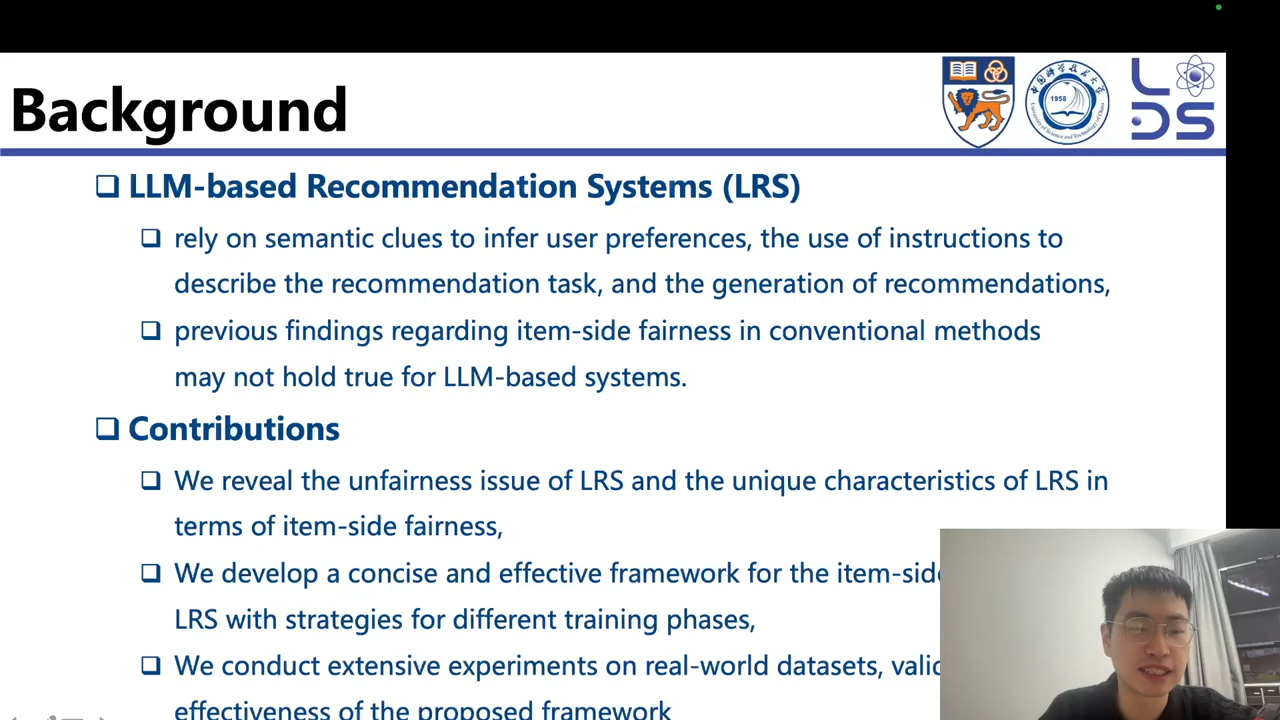 Background
1958
LLM-based Recommendation Systems (LRS)
rely on semantic clues to infer user preferences, the use of instructions to
describe the recommendation task, and the generation of recommendations,
previous findings regarding item-side fairness in conventional methods
may not hold true for LLM-based systems.
Contributions
We reveal the unfairness issue of LRS and the unique characteristics of LRS in
terms of item-side fairness,
We develop a concise and effective framework for the item-side
LRS with strategies for different training phases,
We conduct extensive experiments on real-world datasets,
effectiveness of the proposed framework